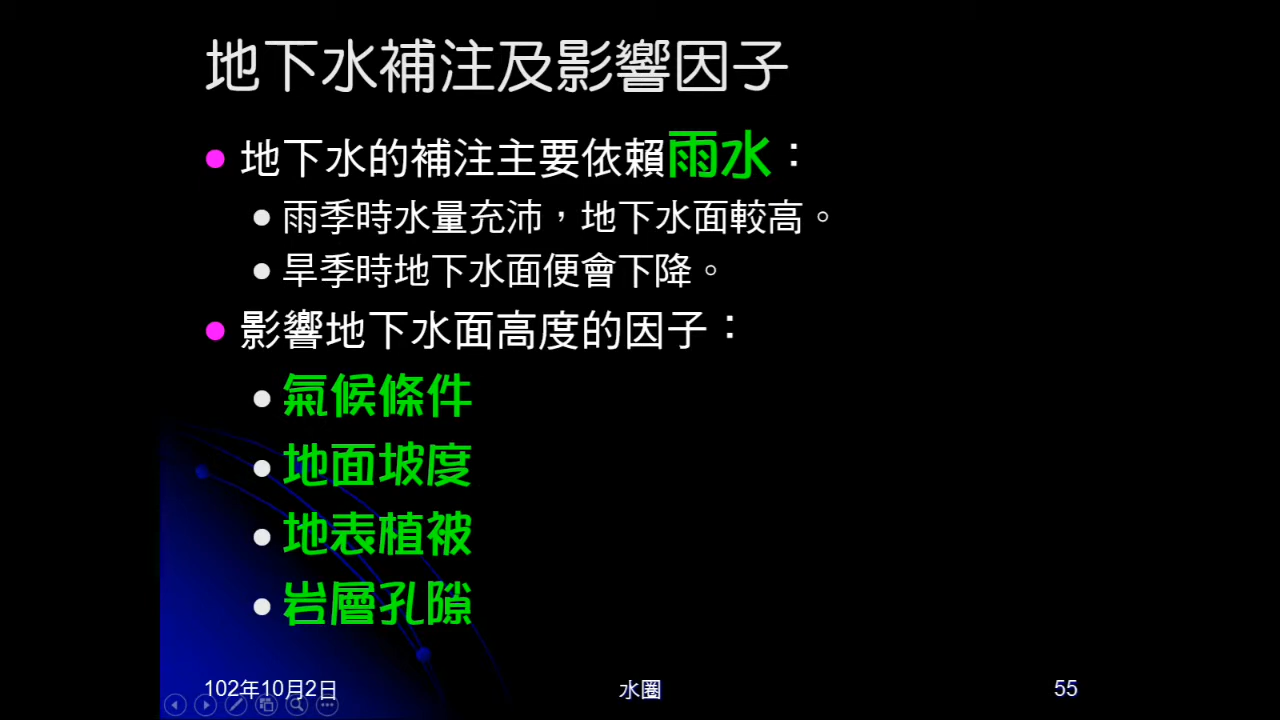 地下水補注及影響因子
地下水的補注主要依賴雨水：
雨季時水量充沛，地下水面較高。
旱季時地下水面便會下降。
影響地下水面高度的因子：
氣候條件
地面坡度
地表植被
岩層孔隙
102年10月2日
水圈
55